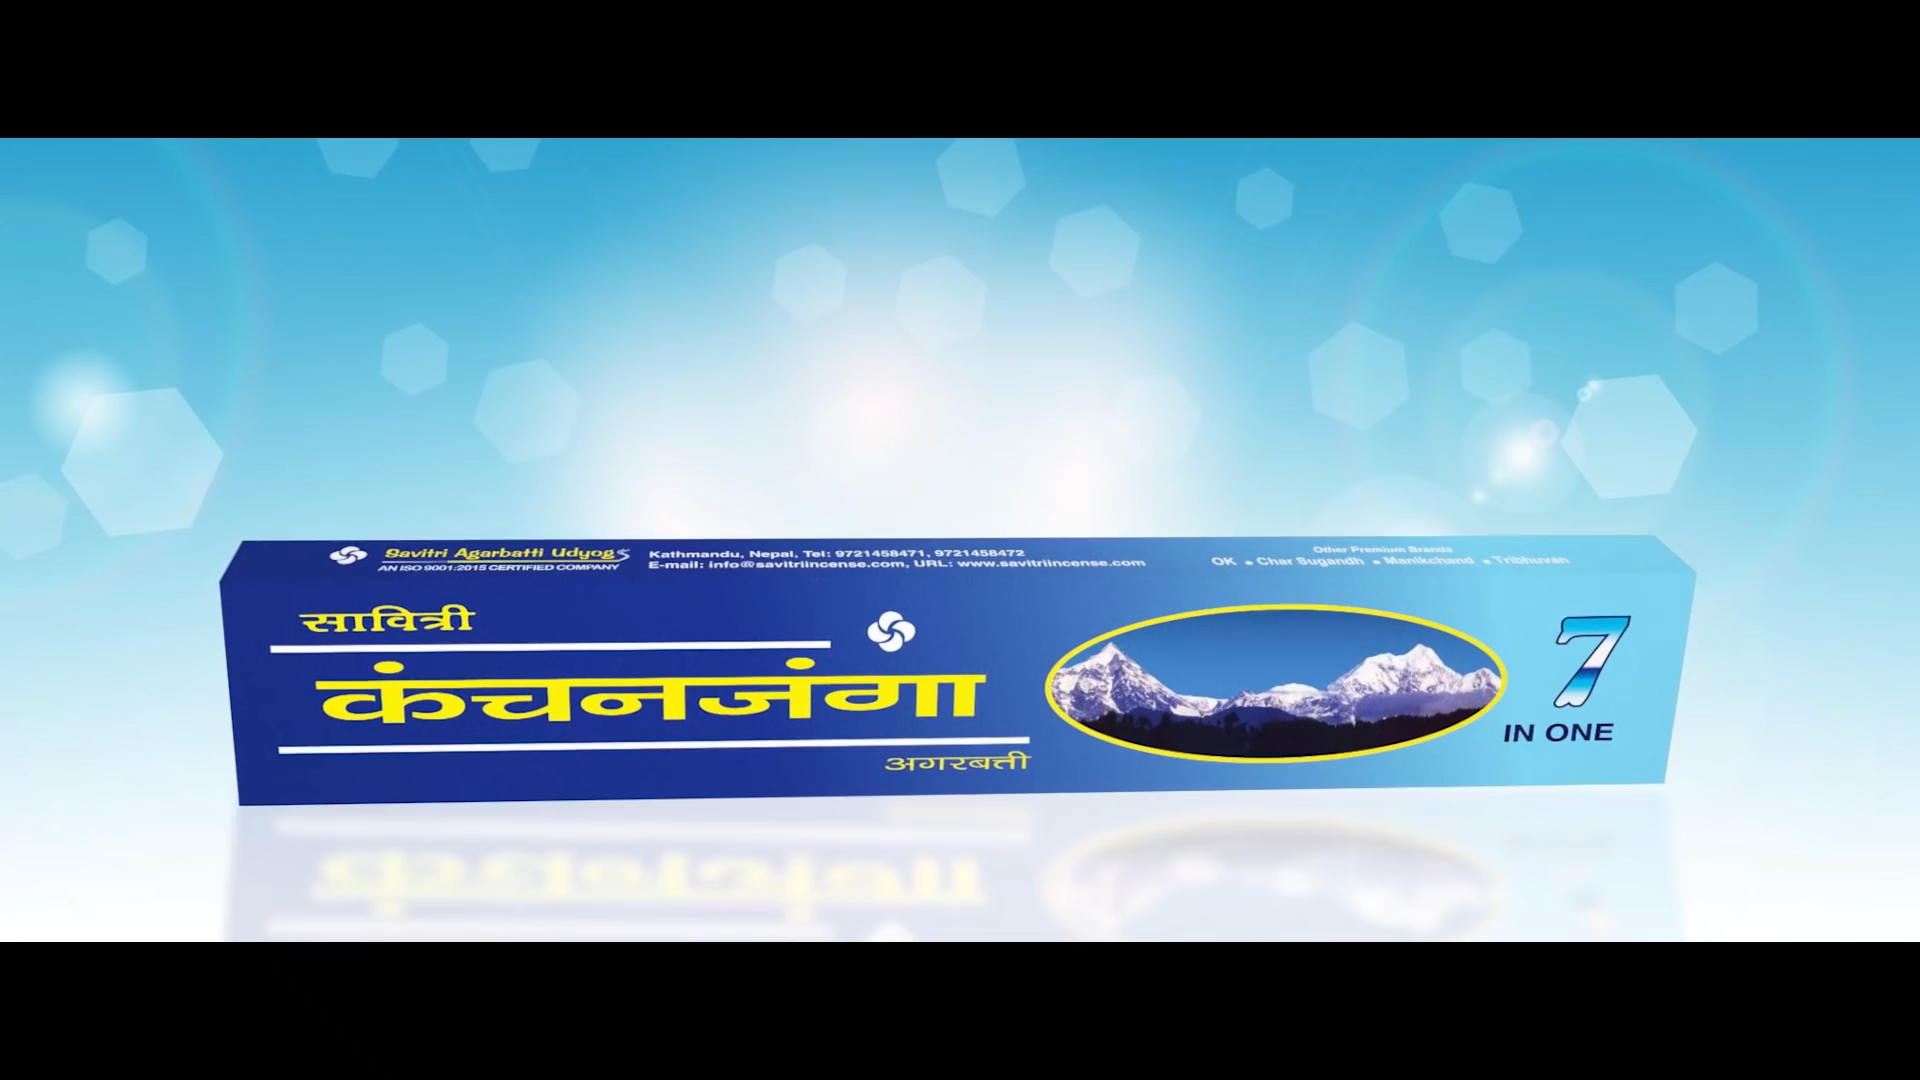 Savitri Agarbatti Udyog
AN ISO 9001:2015 CERTIFIED COMPANY
Kathmandu, Nepal, Tel: 9721458471, 9721458472
E-mail: info@savitriincense.com, URL: www.savitriincense.com
Other Premium Brands
OK • Char Sugandh • Manikchand • Tribhuvan
सावित्री
कंचनजंगा
अगरबत्ती
7
IN ONE